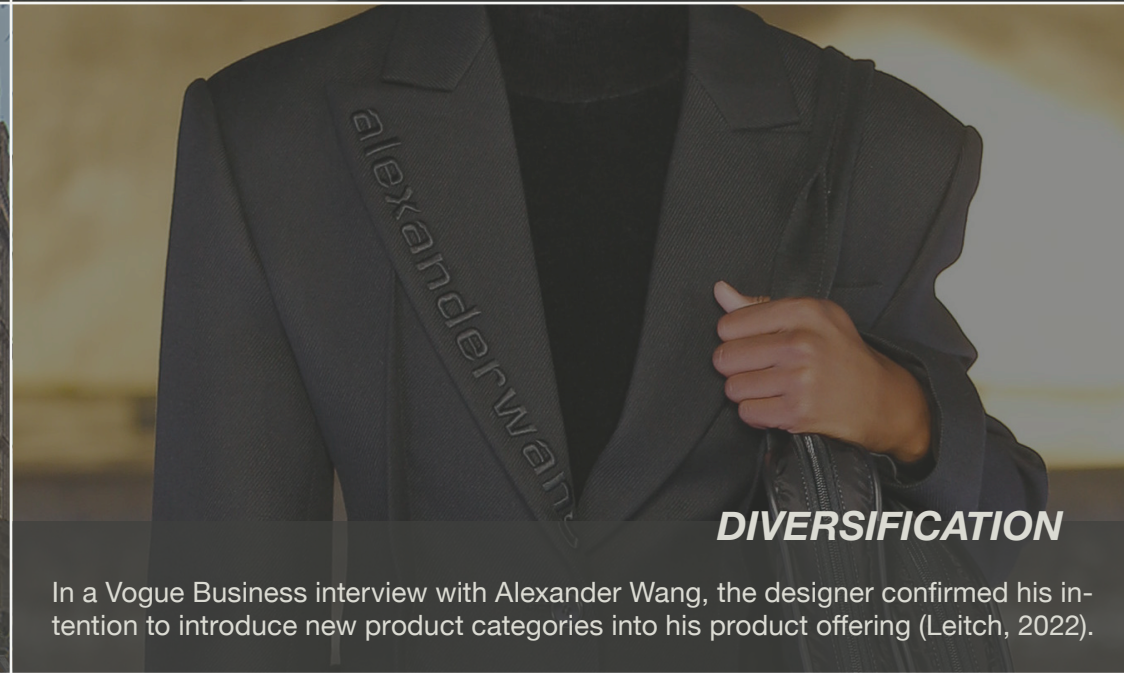 alexanderwang
DIVERSIFICATION
In a Vogue Business interview with Alexander Wang, the designer confirmed his in-
tention to introduce new product categories into his product offering (Leitch, 2022).